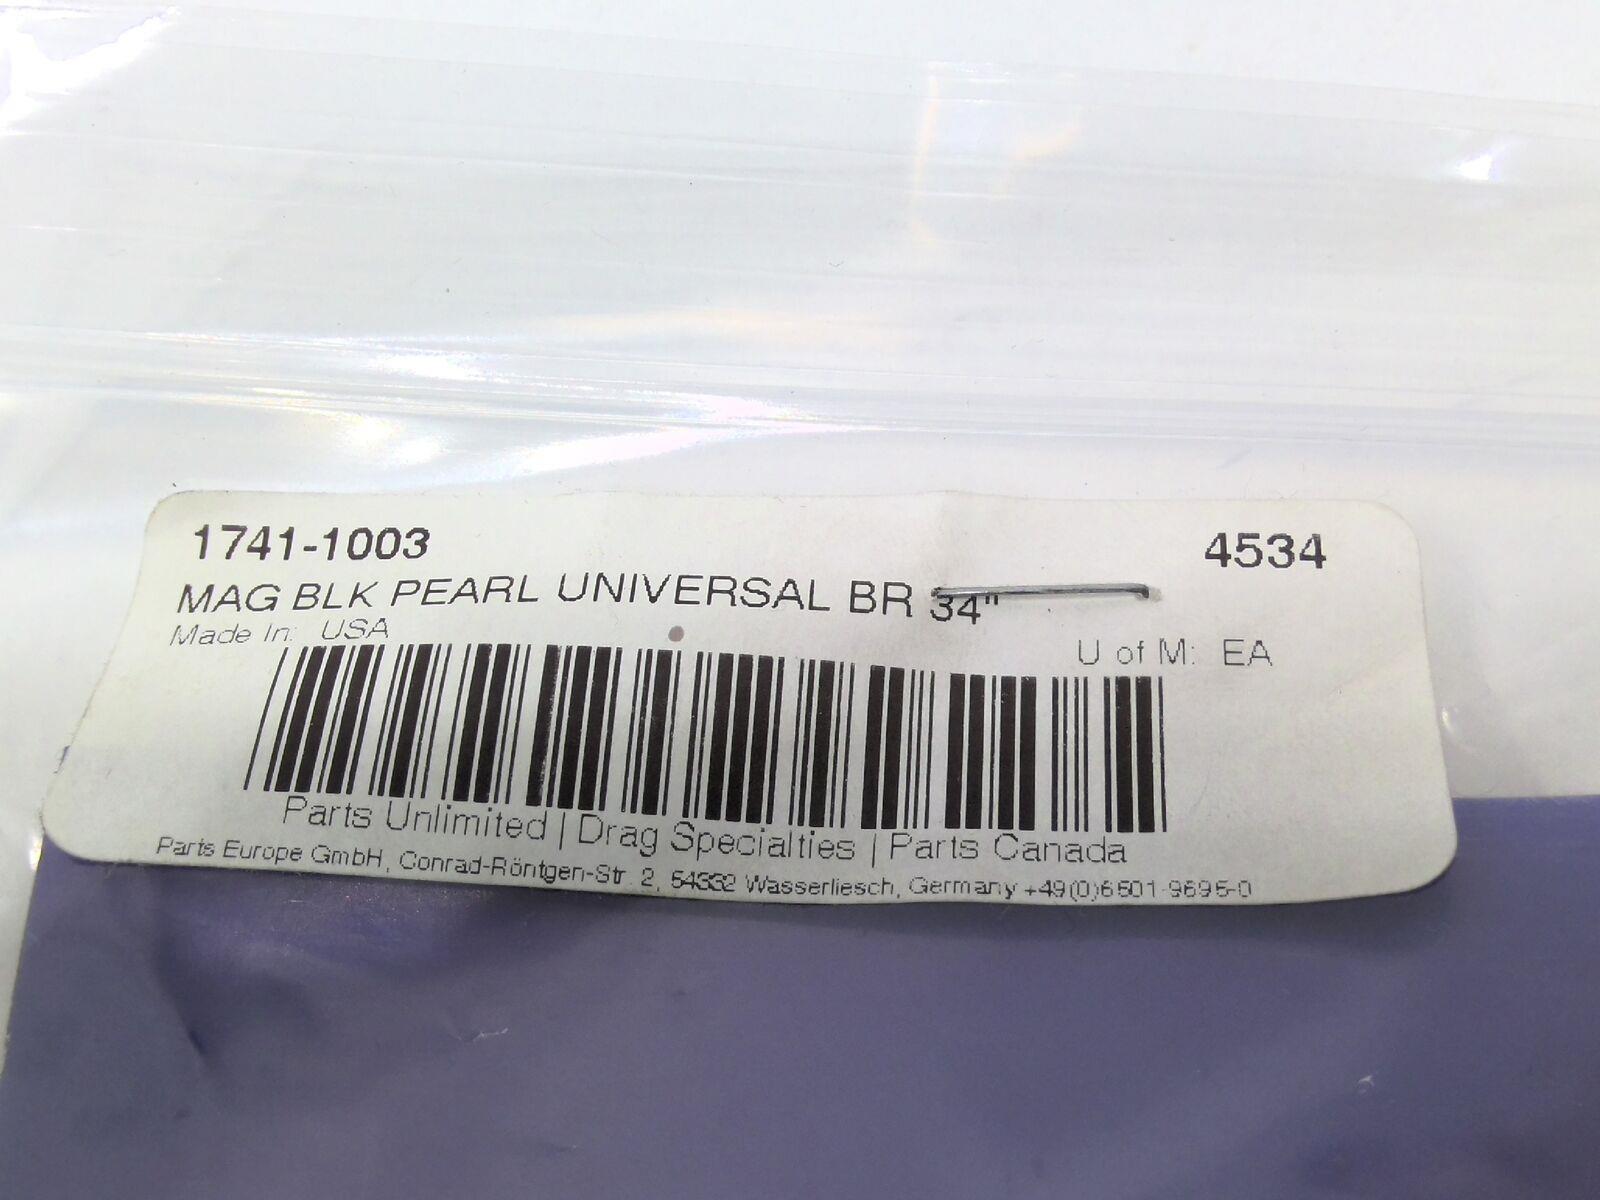 1741-1003 4534
MAG BLK PEARL UNIVERSAL BR 34"
Made In: USA U of M: EA
Parts Unlimited | Drag Specialties | Parts Canada
Parts Europe GmbH, Conrad-Röntgen-Str. 2, 54332 Wasserliesch, Germany +49(0)6501-9695-0